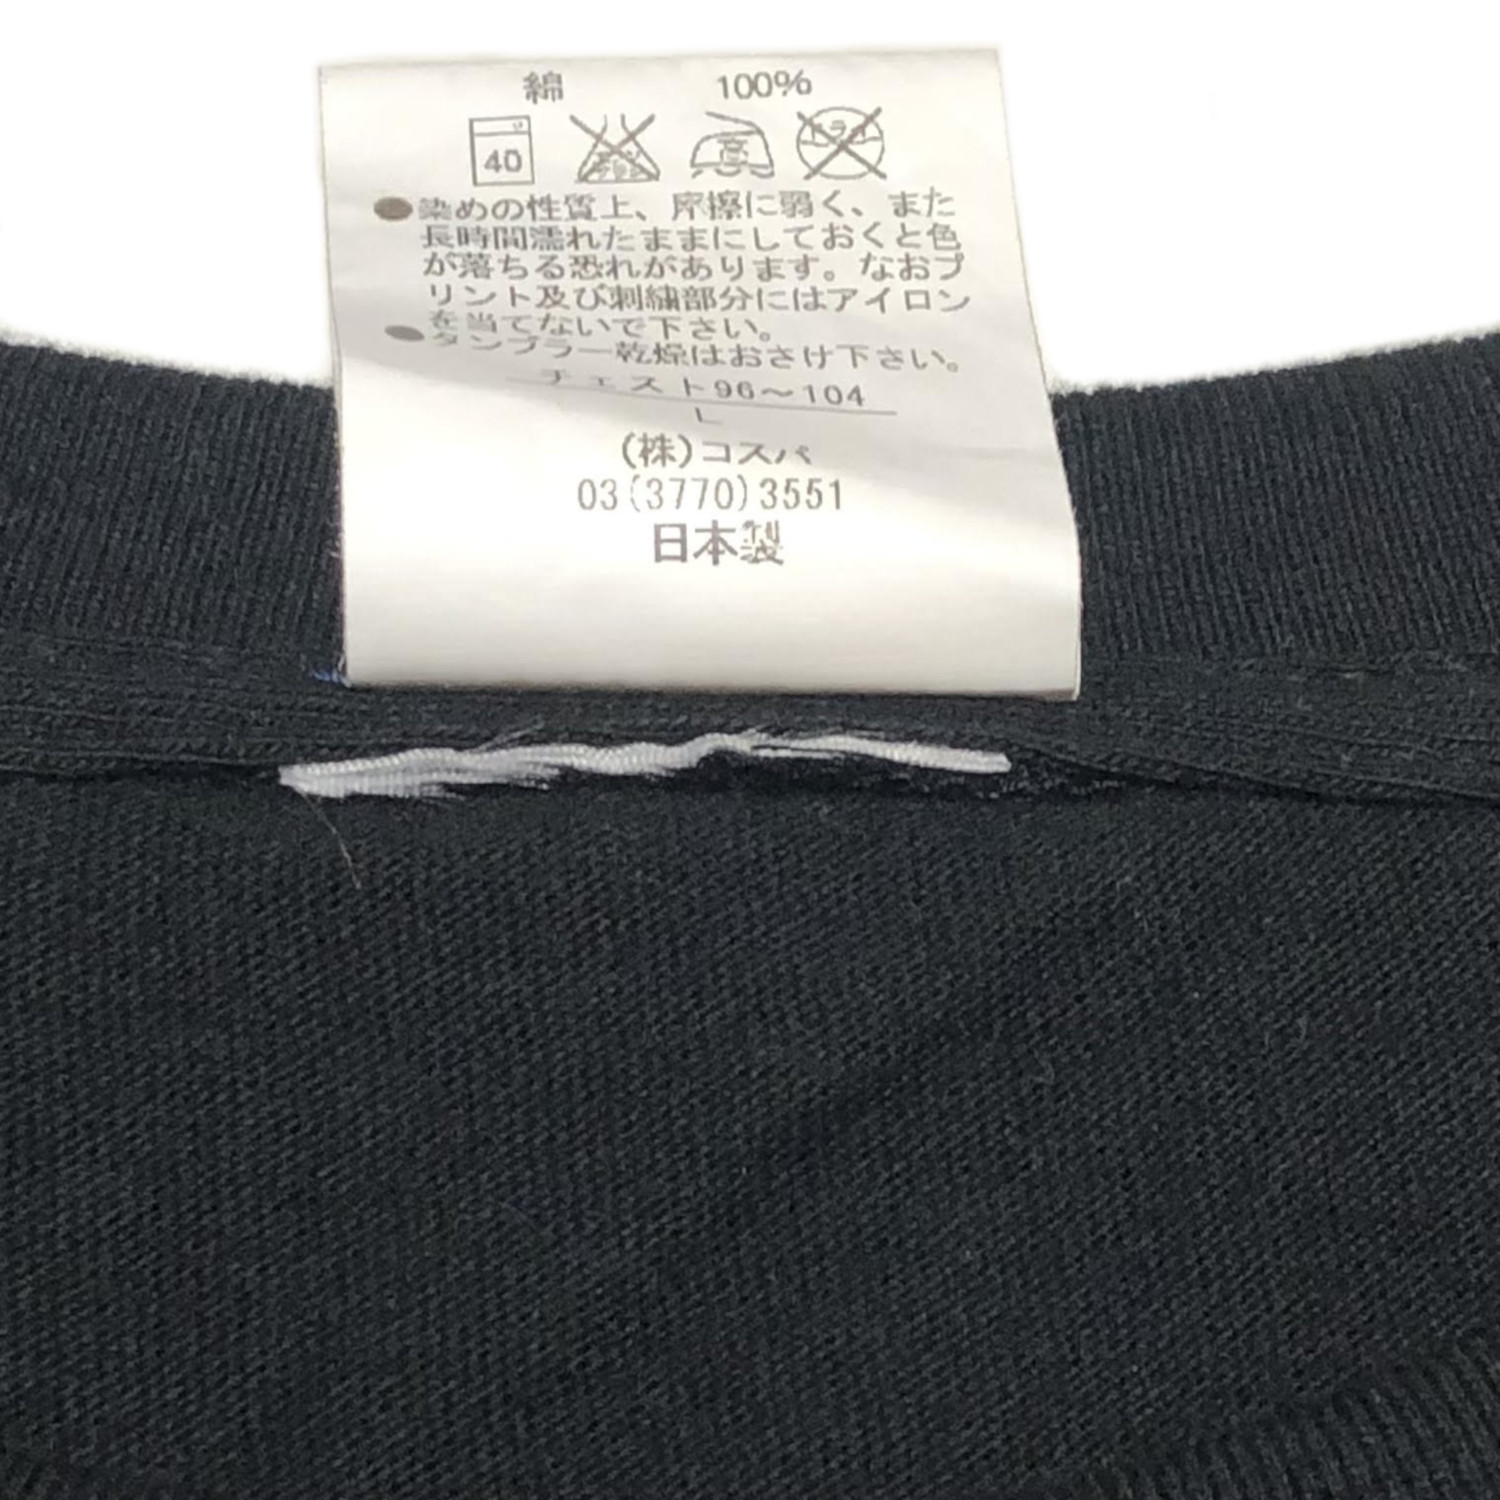 綿 100%
40 高 ドライ
●染めの性質上、摩擦に弱く、また
長時間濡れたままにしておくと色
が落ちる恐れがあります。なおプ
リント及び刺繍部分にはアイロン
を当てないで下さい。
●タンブラー乾燥はおさけ下さい。
チェスト96～104
L
(株)コスパ
03(3770)3551
日本製